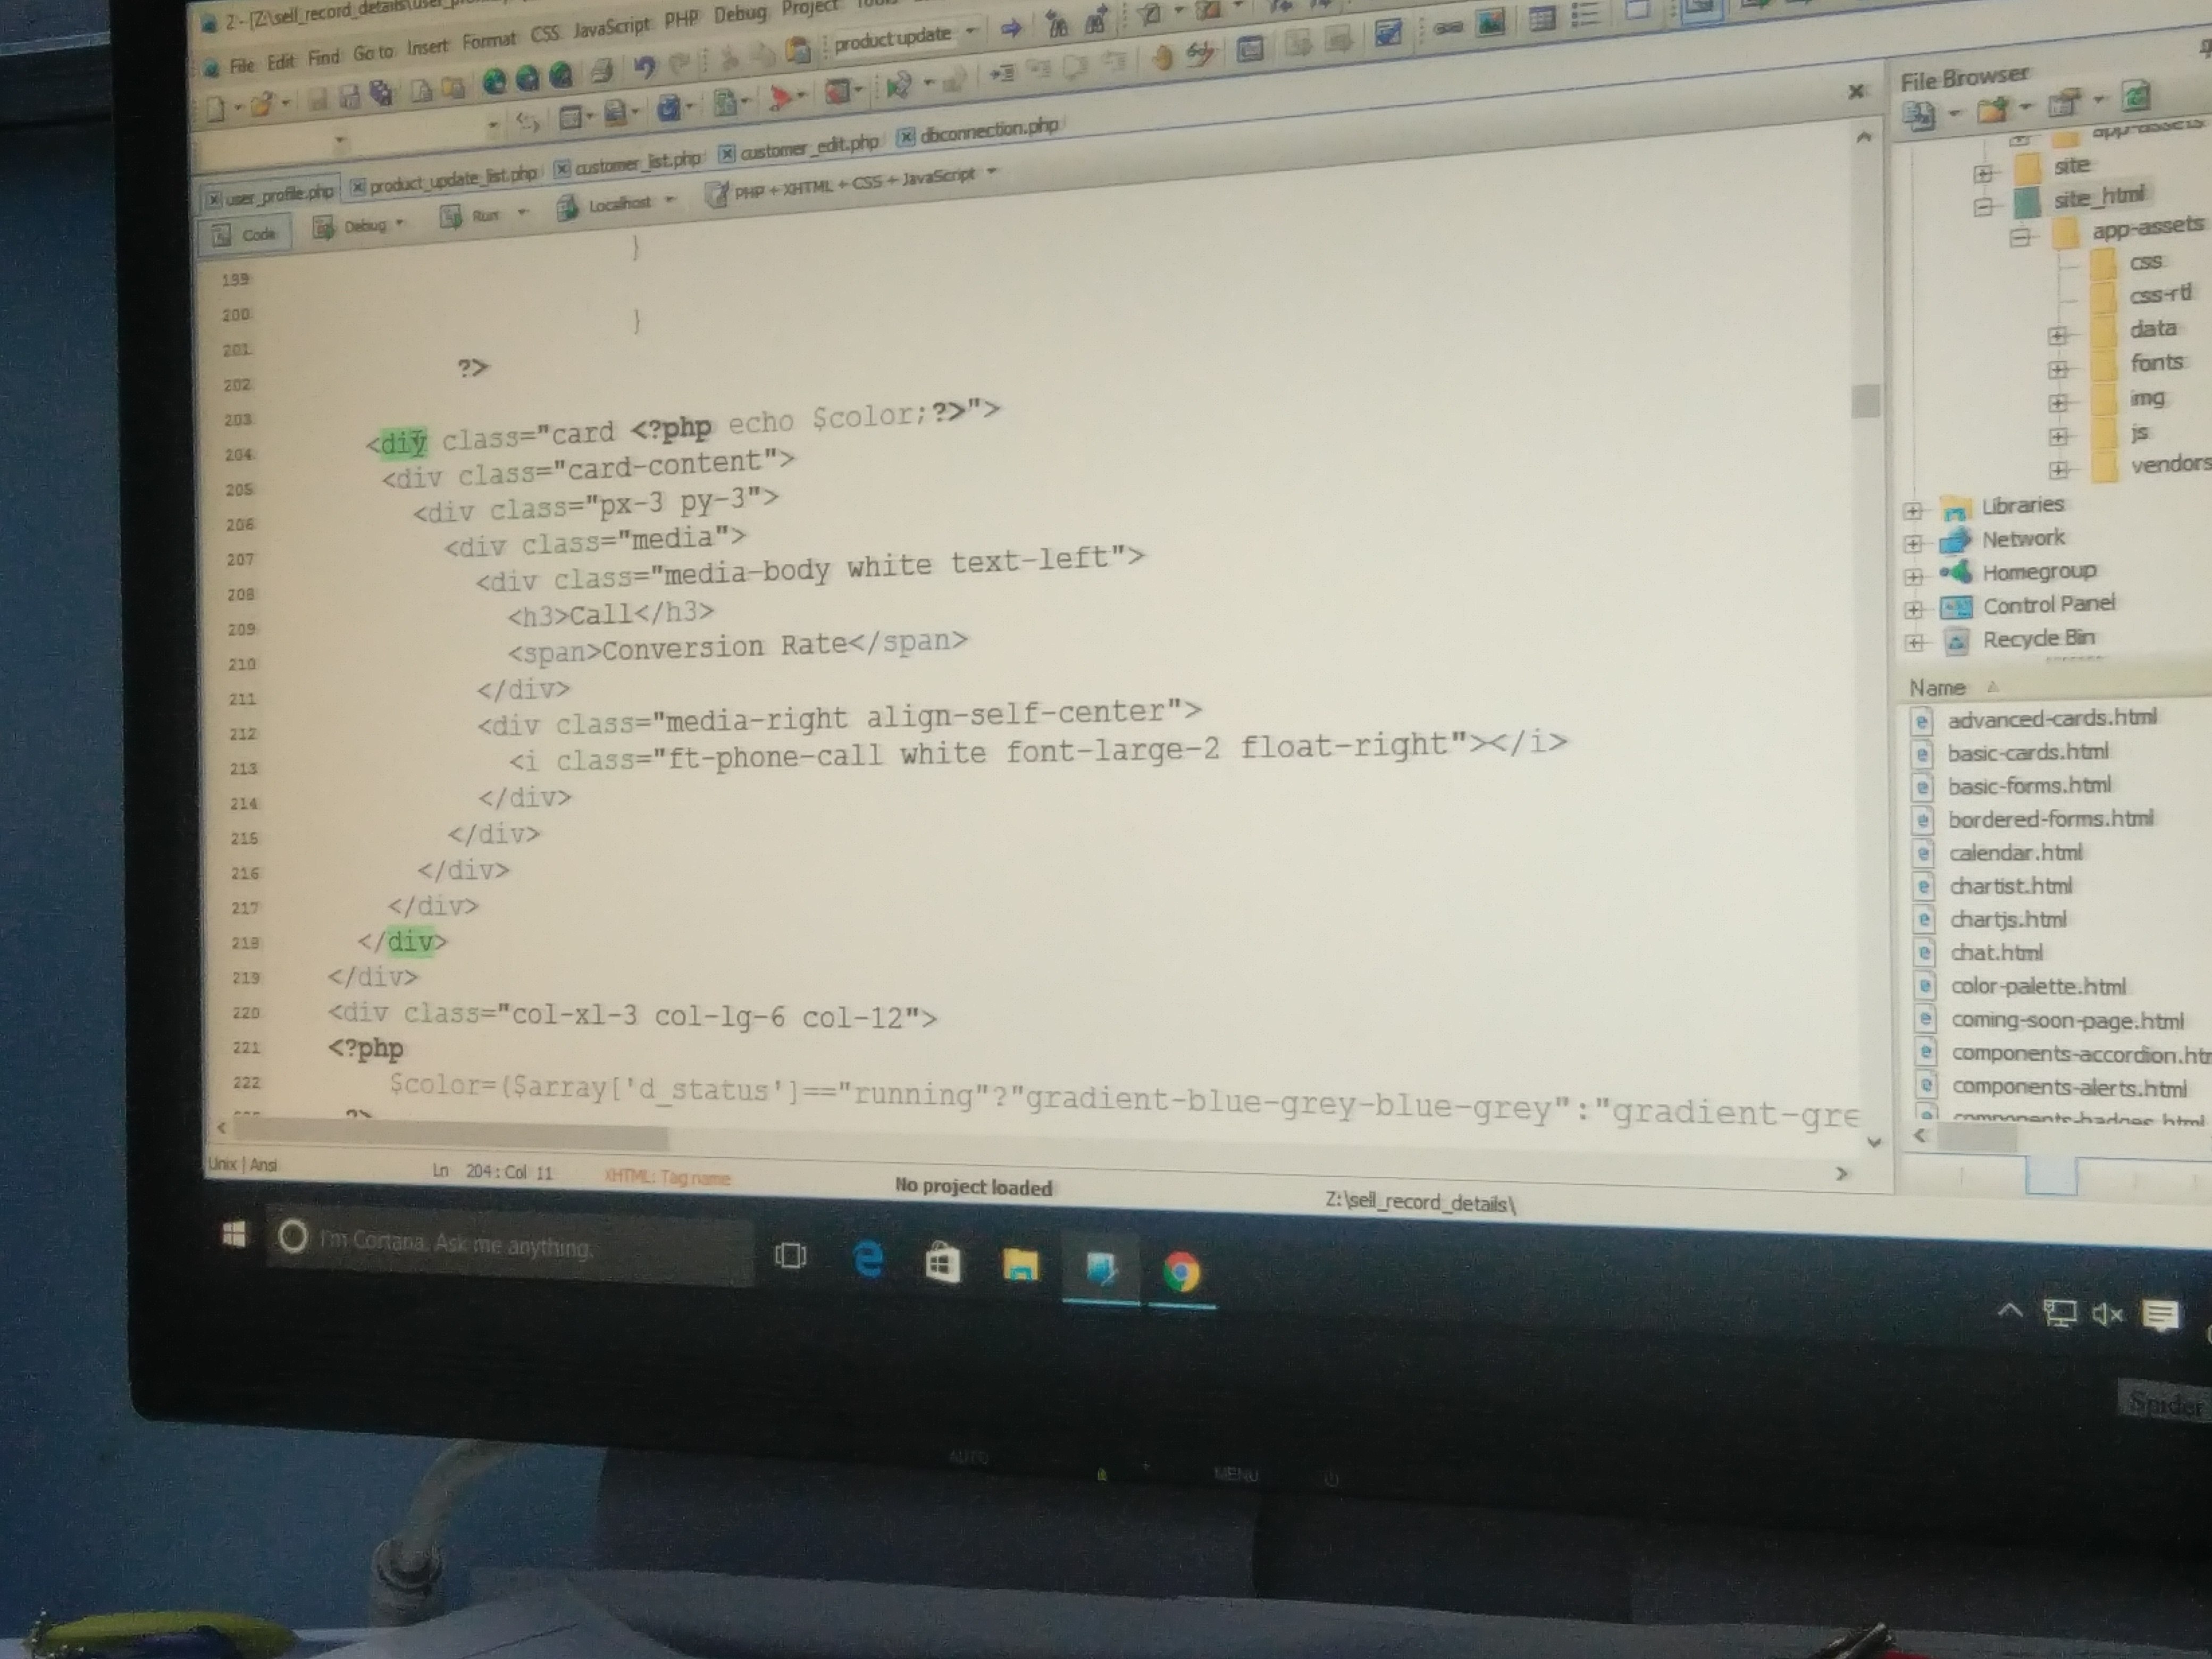 2 - [Z:\sell_record_details\user_
File Edit Find Go to Insert Format CSS JavaScript PHP Debug Project Tools
product update
user_profile.php product_update_list.php customer_list.php customer_edit.php dbconnection.php
Code Debug Run Localhost PHP + XHTML + CSS + JavaScript
}
199
200 }
201
202 ?>
203
204 <div class="card <?php echo $color;?>">
205 <div class="card-content">
206 <div class="px-3 py-3">
207 <div class="media">
208 <div class="media-body white text-left">
209 <h3>Call</h3>
210 <span>Conversion Rate</span>
211 </div>
212 <div class="media-right align-self-center">
213 <i class="ft-phone-call white font-large-2 float-right"></i>
214 </div>
215 </div>
216 </div>
217 </div>
218 </div>
219 </div>
220 <div class="col-xl-3 col-lg-6 col-12">
221 <?php
222 $color=($array['d_status']=="running"?"gradient-blue-grey-blue-grey":"gradient-gre
?>
Unix | Ansi Ln 204 : Col 11 XHTML: Tag name No project loaded Z:\sell_record_details\
File Browser
app-assets
site
site_html
app-assets
css
css-rtl
data
fonts
img
js
vendors
Libraries
Network
Homegroup
Control Panel
Recycle Bin
Name
advanced-cards.html
basic-cards.html
basic-forms.html
bordered-forms.html
calendar.html
chartist.html
chartjs.html
chat.html
color-palette.html
coming-soon-page.html
components-accordion.htm
components-alerts.html
components-badges.html
I'm Cortana. Ask me anything.
Spider
AUTO MENU